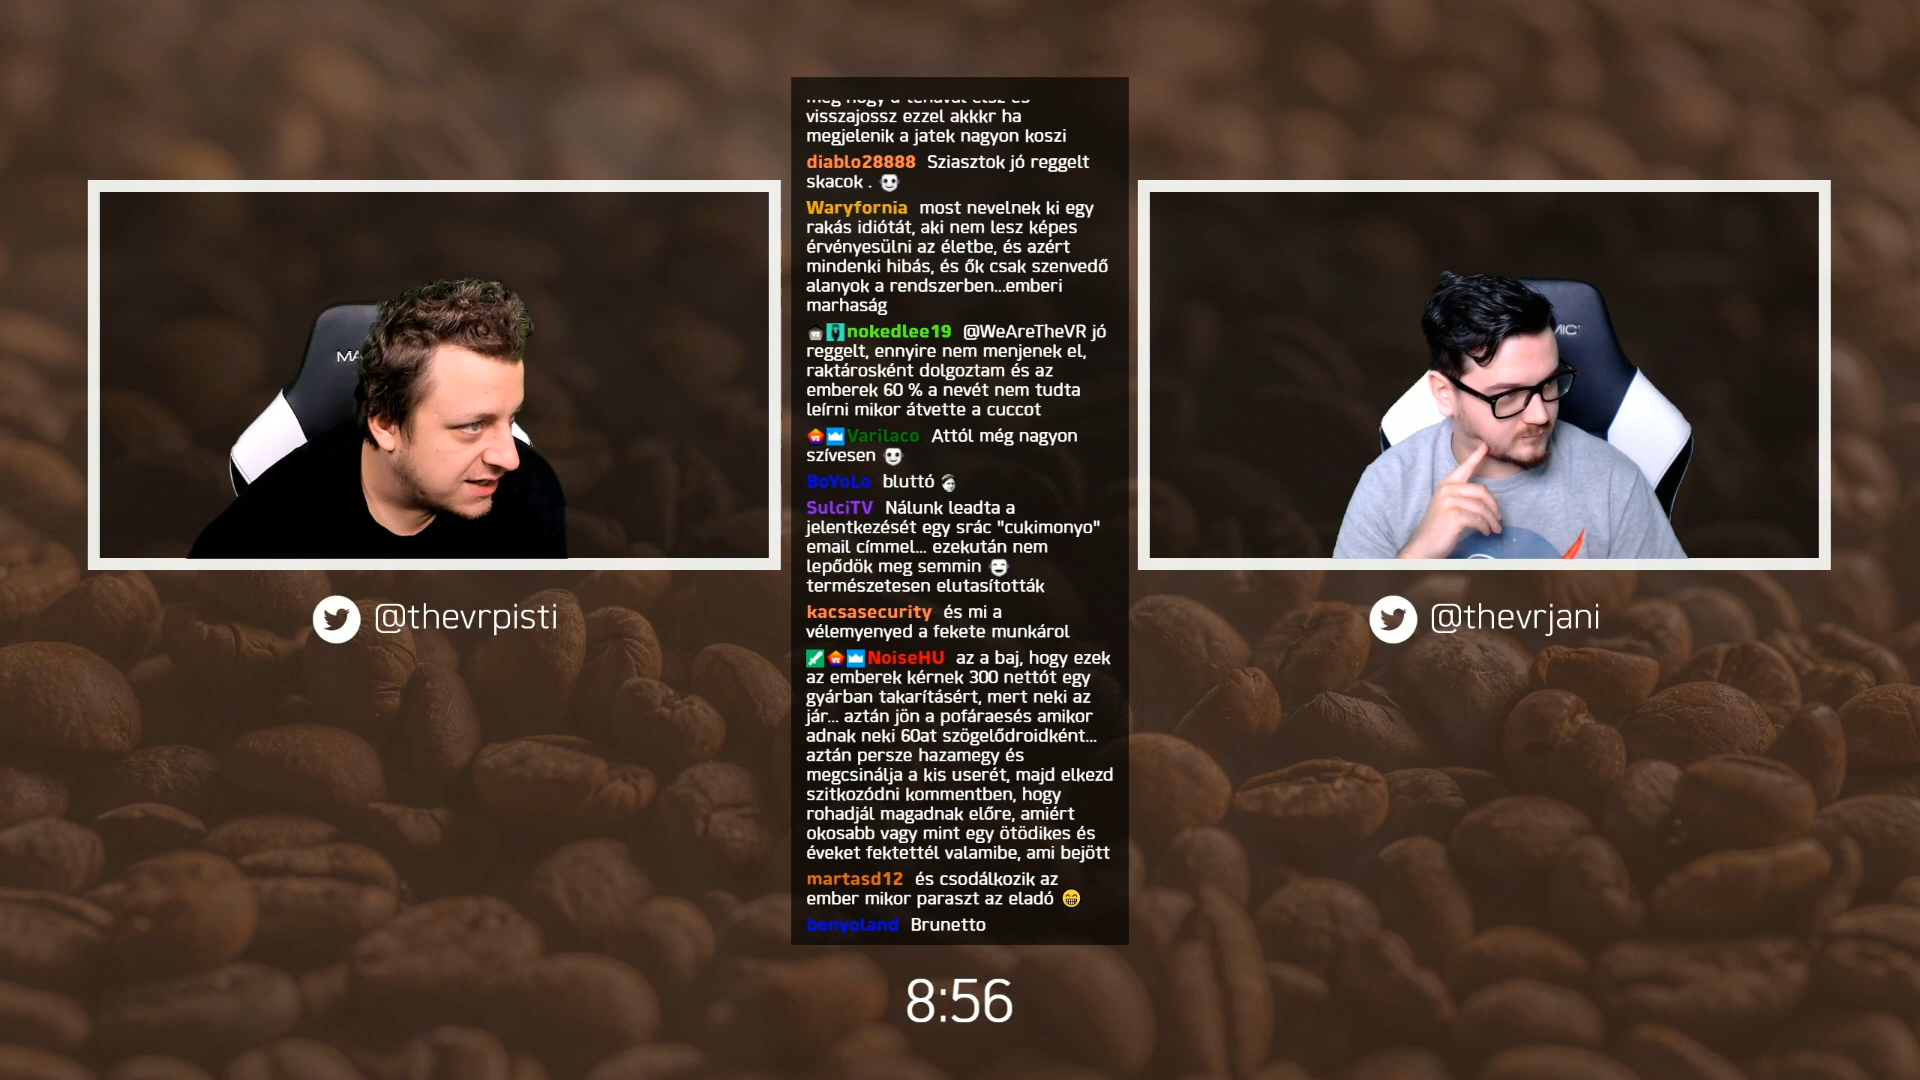 visszajossz ezzel akkkr ha
megjelenik a jatek nagyon koszi
diablo28888 Sziasztok jó reggelt
skacok .
Waryfornia most nevelnek ki egy
rakás idiótát, aki nem lesz képes
érvényesülni az életbe, és azért
mindenki hibás, és ők csak szenvedő
alanyok a rendszerben...emberi
marhaság
nokedlee19 @WeAreTheVR jó
reggelt, ennyire nem menjenek el,
raktárosként dolgoztam és az
emberek 60 % a nevét nem tudta
leírni mikor átvette a cuccot
Varilaco Attól még nagyon
szívesen
BoYoLo bluttó
SulciTV Nálunk leadta a
jelentkezését egy srác "cukimonyo"
email címmel... ezekután nem
lepődök meg semmin
természetesen elutasították
kacsasecurity és mi a
vélemyenyed a fekete munkárol
NoiseHU az a baj, hogy ezek
az emberek kérnek 300 nettót egy
gyárban takarításért, mert neki az
jár... aztán jön a pofáraesés amikor
adnak neki 60at szögelődroidként...
aztán persze hazamegy és
megcsinálja a kis userét, majd elkezd
szitkozódni kommentben, hogy
rohadjál magadnak előre, amiért
okosabb vagy mint egy ötödikes és
éveket fektettél valamibe, ami bejött
martasd12 és csodálkozik az
ember mikor paraszt az eladó
benyoland Brunetto
@thevrpisti
@thevrjani
8:56